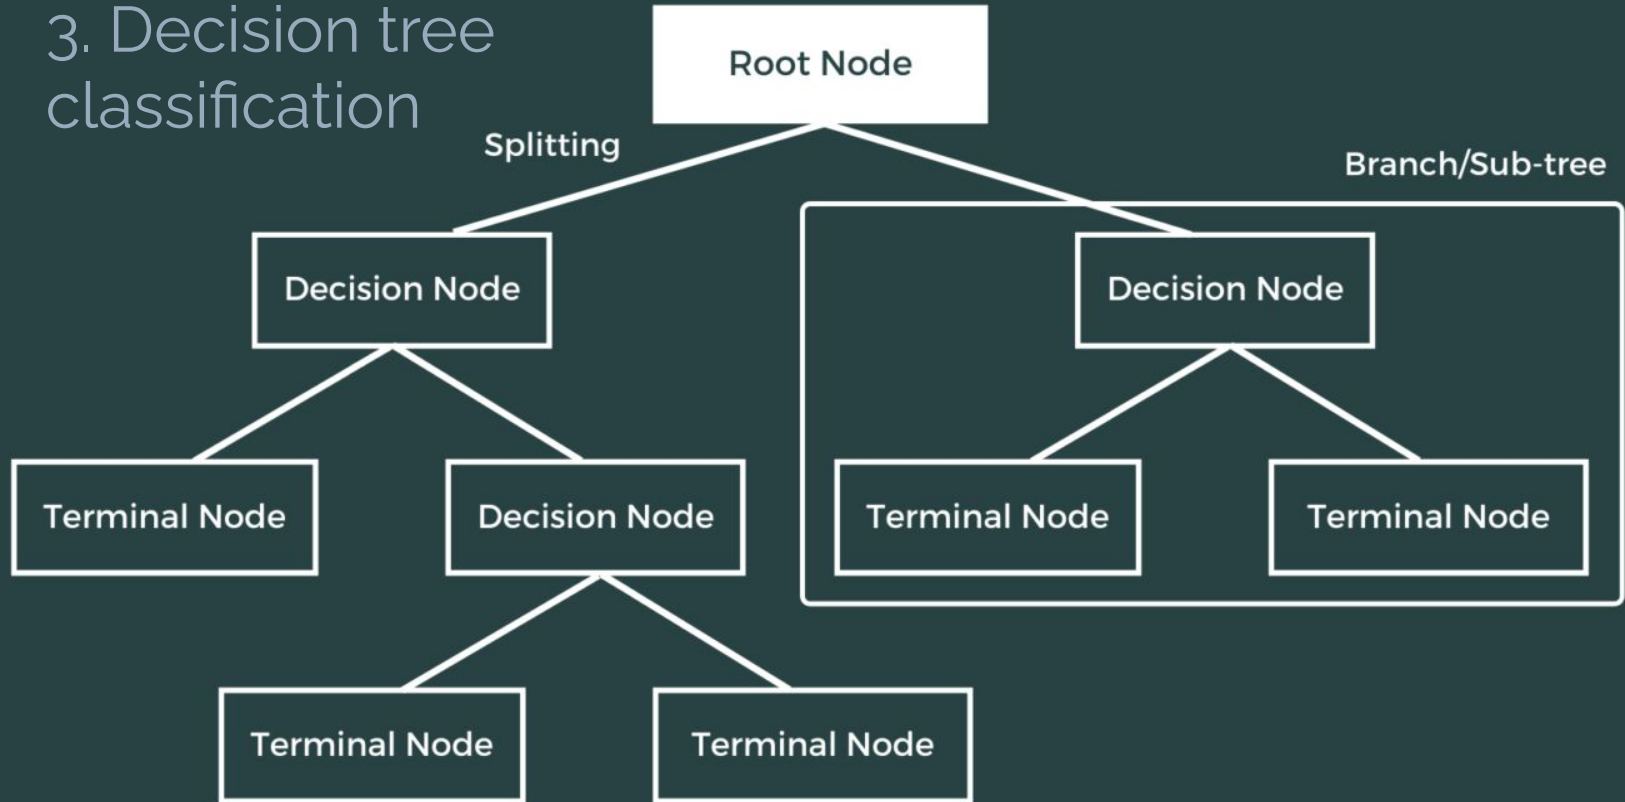 3. Decision tree
classification
Root Node
Splitting
Branch/Sub-tree
Decision Node
Decision Node
Terminal Node
Decision Node
Terminal Node
Terminal Node
Terminal Node
Terminal Node